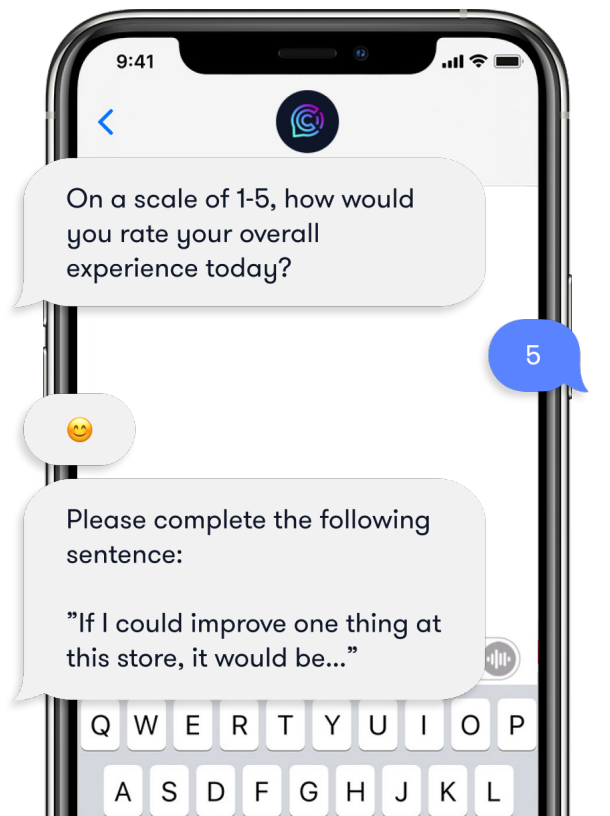 9:41
On a scale of 1-5, how would
you rate your overall
experience today?
5
😊
Please complete the following
sentence:
”If I could improve one thing at
this store, it would be...”
Q W E R T Y U I O P
A S D F G H J K L